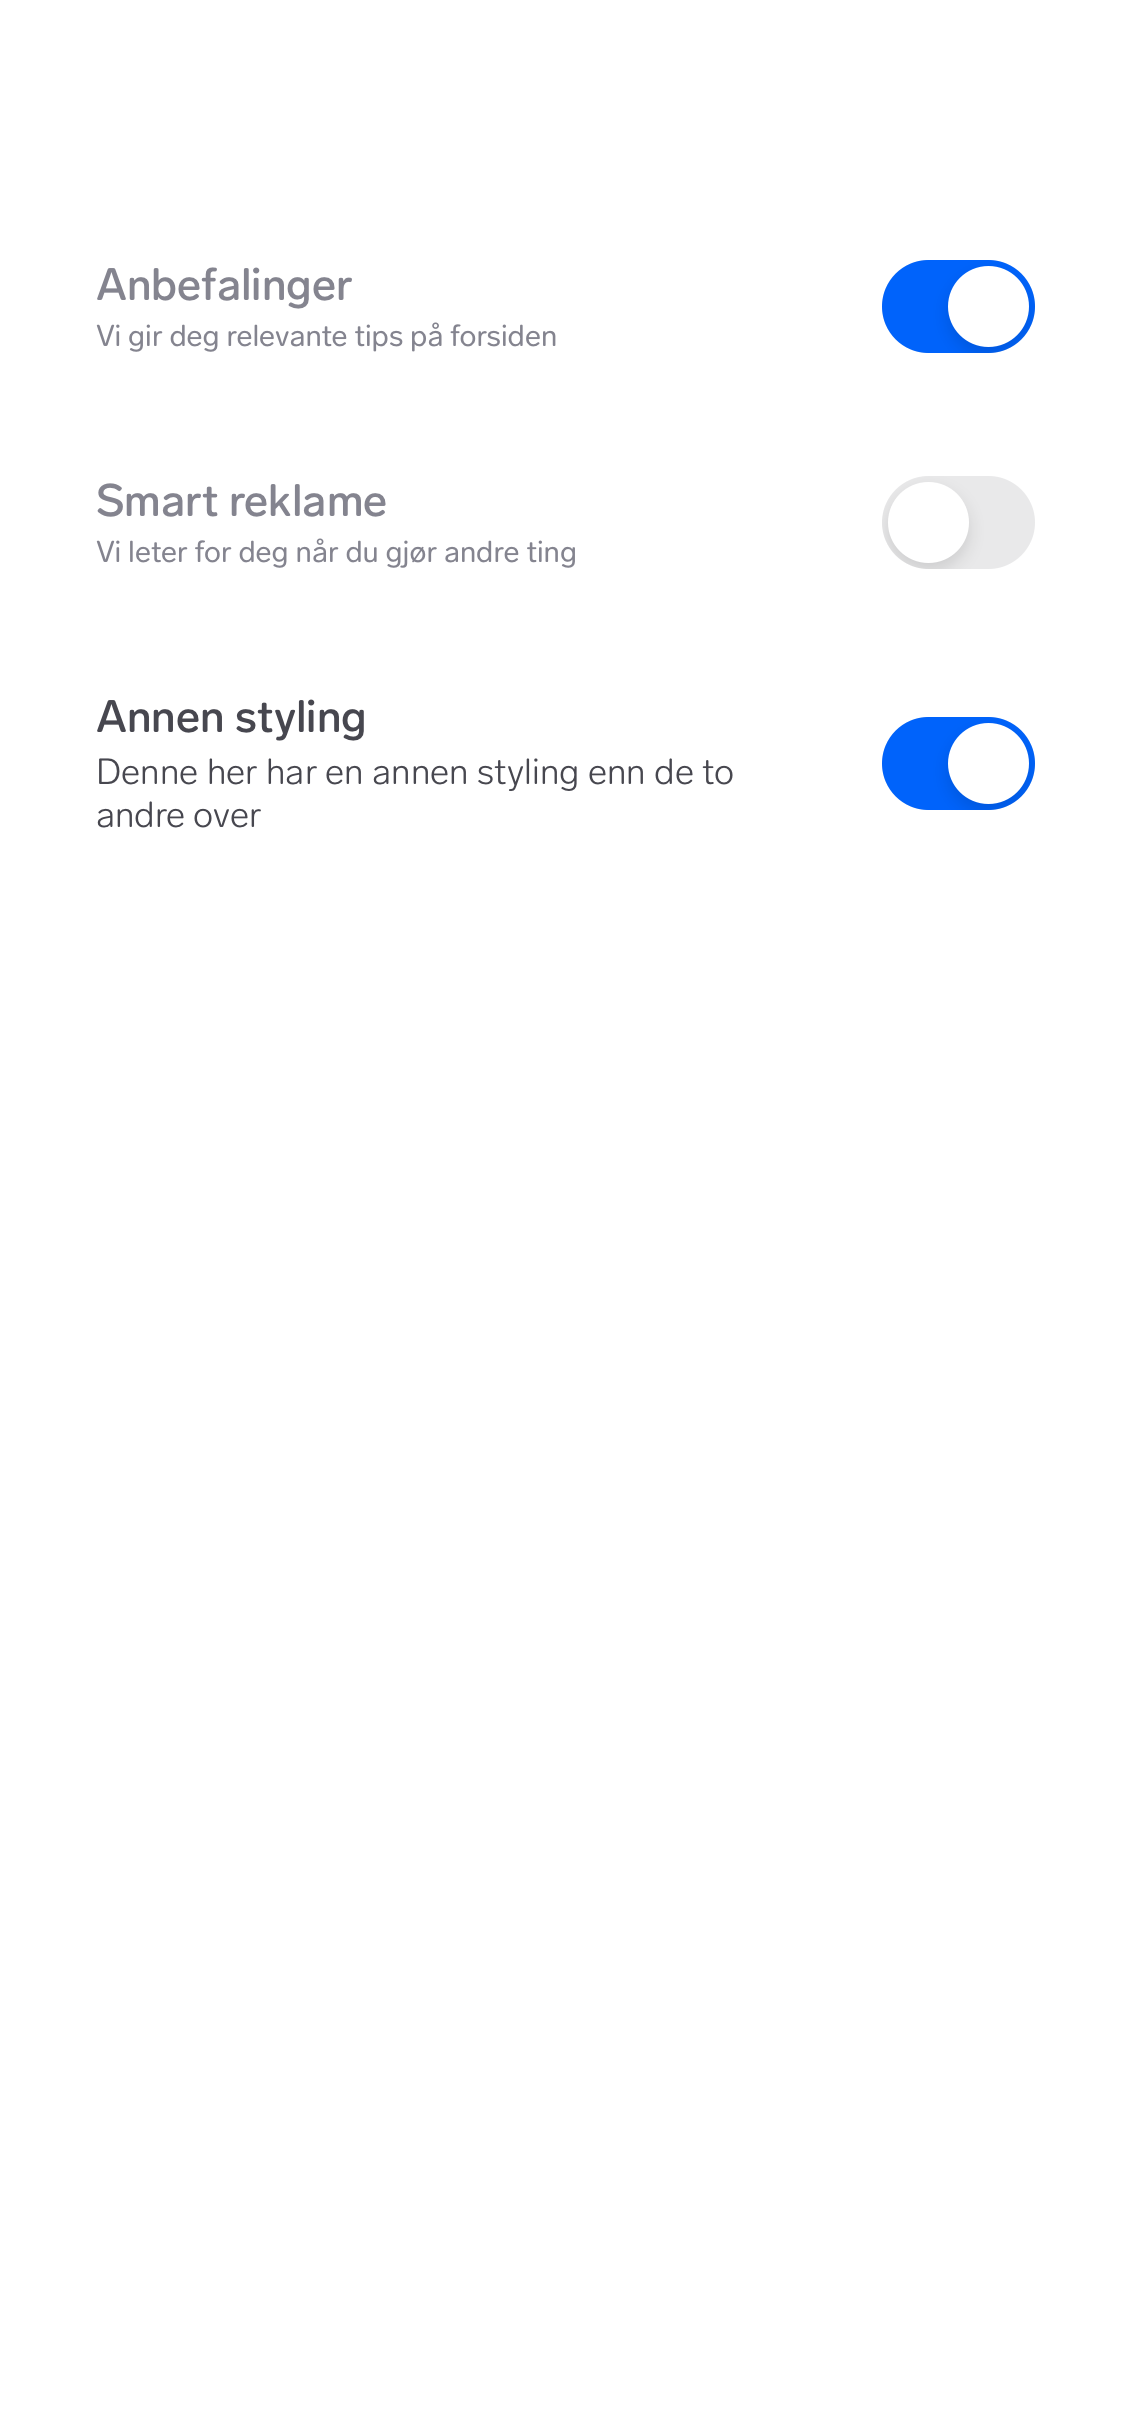 Anbefalinger
Vi gir deg relevante tips på forsiden
Smart reklame
Vi leter for deg når du gjør andre ting
Annen styling
Denne her har en annen styling enn de to
andre over